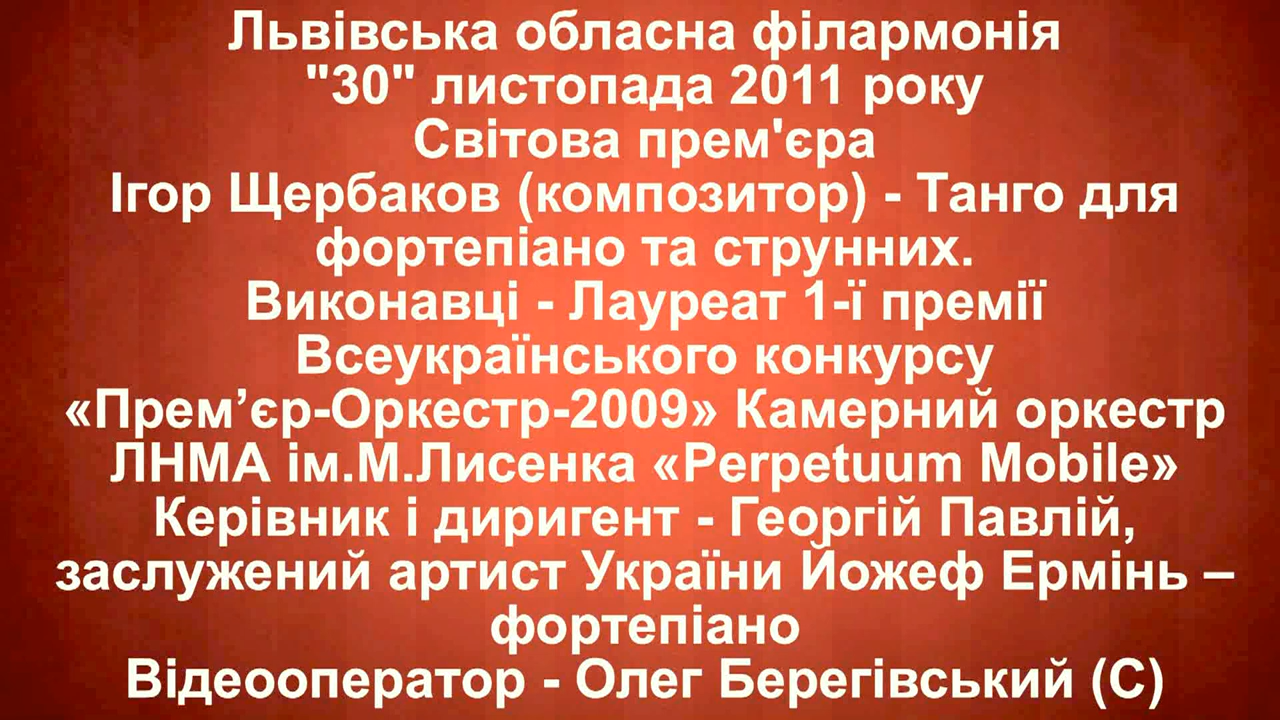 Львівська обласна філармонія
"30" листопада 2011 року
Світова прем'єра
Ігор Щербаков (композитор) - Танго для
фортепіано та струнних.
Виконавці - Лауреат 1-ї премії
Всеукраїнського конкурсу
«Прем’єр-Оркестр-2009» Камерний оркестр
ЛНМА ім.М.Лисенка «Perpetuum Mobile»
Керівник і диригент - Георгій Павлій,
заслужений артист України Йожеф Ермінь –
фортепіано
Відеооператор - Олег Берегівський (С)